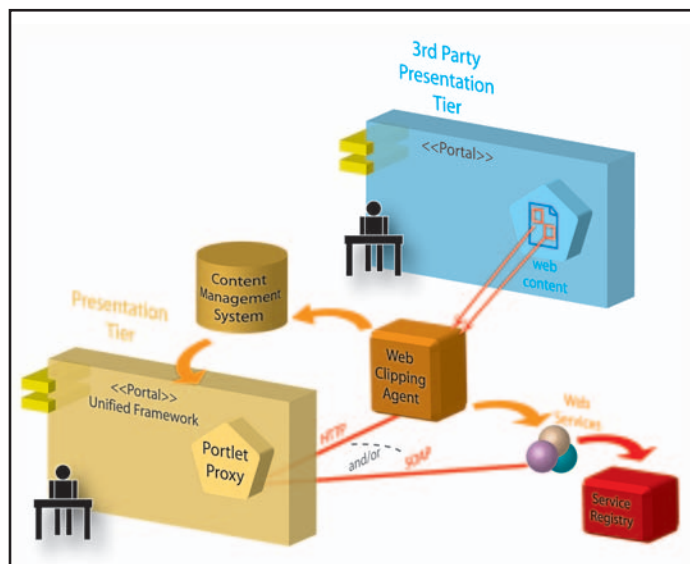 3rd Party
Presentation
Tier
<<Portal>>
web
content
Content
Management
System
Presentation
Tier
Web
Clipping
Agent
<<Portal>>
Unified Framework
Portlet
Proxy
HTTP
and/or
SOAP
Web
Services
Service
Registry